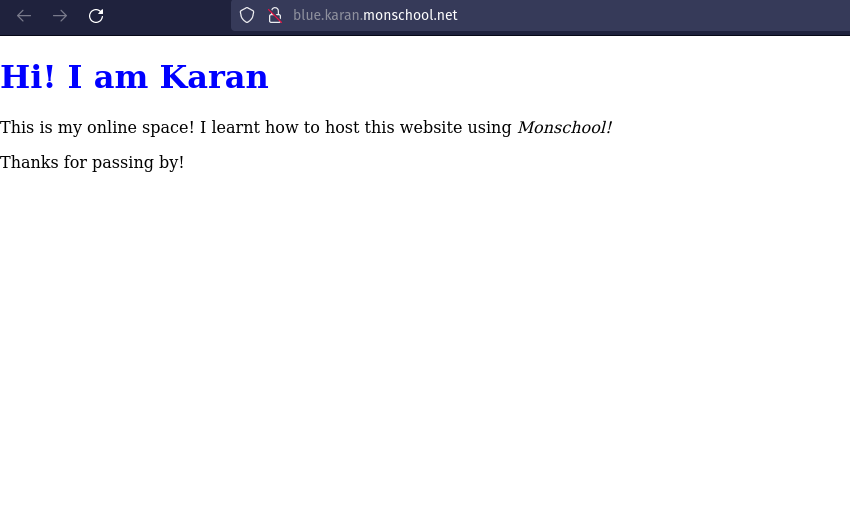 blue.karan.monschool.net
Hi! I am Karan
This is my online space! I learnt how to host this website using Monschool!
Thanks for passing by!